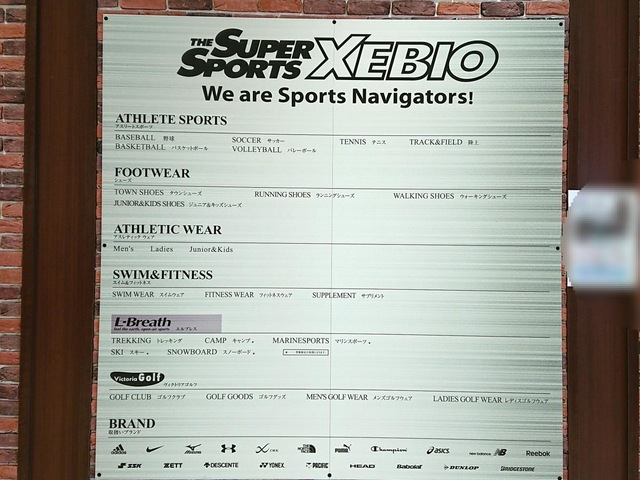 THE SUPER SPORTS XEBIO
We are Sports Navigators!
ATHLETE SPORTS
アスリートスポーツ
BASEBALL 野球 SOCCER サッカー TENNIS テニス TRACK&FIELD 陸上
BASKETBALL バスケットボール VOLLEYBALL バレーボール
FOOTWEAR
シューズ
TOWN SHOES タウンシューズ RUNNING SHOES ランニングシューズ WALKING SHOES ウォーキングシューズ
JUNIOR&KIDS SHOES ジュニア&キッズシューズ
ATHLETIC WEAR
アスレティック ウェア
Men's Ladies Junior&Kids
SWIM&FITNESS
スイム&フィットネス
SWIM WEAR スイムウェア FITNESS WEAR フィットネスウェア SUPPLEMENT サプリメント
L-Breath エルブレス
feel the earth, open-air sports
TREKKING トレッキング CAMP キャンプ MARINESPORTS マリンスポーツ
SKI スキー SNOWBOARD スノーボード
Victoria Golf ヴィクトリアゴルフ
GOLF CLUB ゴルフクラブ GOLF GOODS ゴルフグッズ MEN'S GOLF WEAR メンズゴルフウェア LADIES GOLF WEAR レディスゴルフウェア
BRAND
取扱いブランド
adidas MIZUNO THE NORTH FACE PUMA Champion asics new balance NB Reebok
SSK ZETT DESCENTE YONEX PACIFIC HEAD Babolat DUNLOP BRIDGESTONE